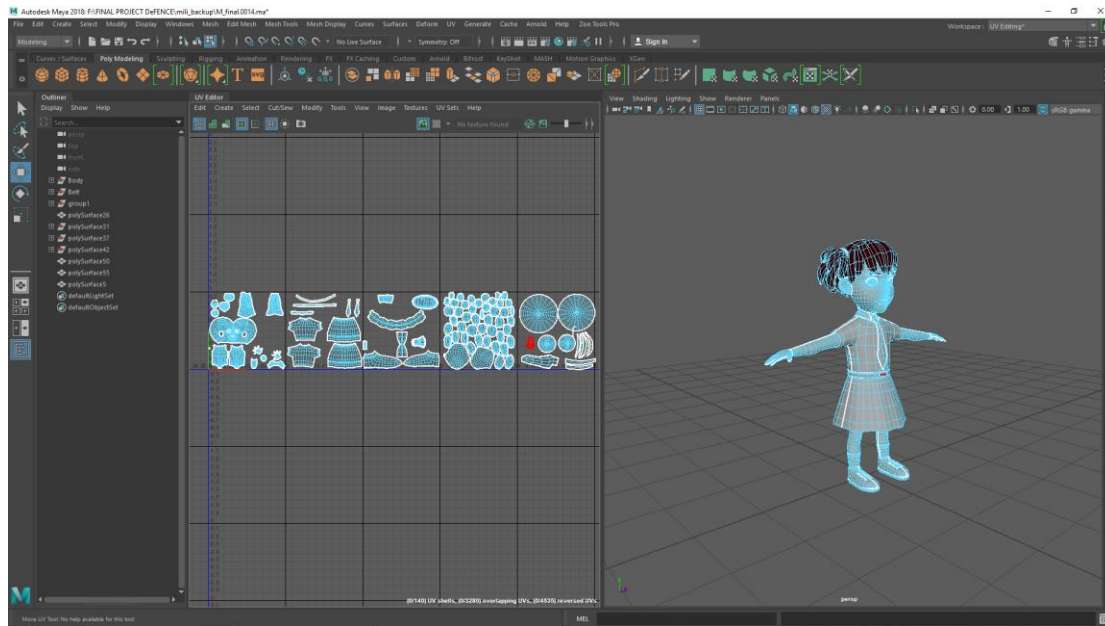 Autodesk Maya 2018: F:\FINAL PROJECT DeFENCE\mili_backup\M_final.0014.ma*
File Edit Create Select Modify Display Windows Mesh Edit Mesh Mesh Tools Mesh Display Curves Surfaces Deform UV Generate Cache Arnold Help Zoo Tools Pro
Workspace: UV Editing*
Modeling No Live Surface Symmetry: Off Sign In
Curves / Surfaces Poly Modeling Sculpting Rigging Animation Rendering FX FX Caching Custom Arnold Bifrost XGen KeyShot MASH Motion Graphics XGen
Outliner
Display Show Help
Search...
persp
top
front
side
Body
Belt
group1
polySurface26
polySurface31
polySurface37
polySurface42
polySurface50
polySurface55
polySurface5
defaultLightSet
defaultObjectSet
UV Editor
Edit Create Select Cut/Sew Modify Tools View Image Textures UV Sets Help
No texture found
(0/140) UV shells, (0/3280) overlapping UVs, (0/4535) reversed UVs
View Shading Lighting Show Renderer Panels
0.00 1.00 sRGB gamma
persp
Move UV Tool: No help available for this tool
MEL